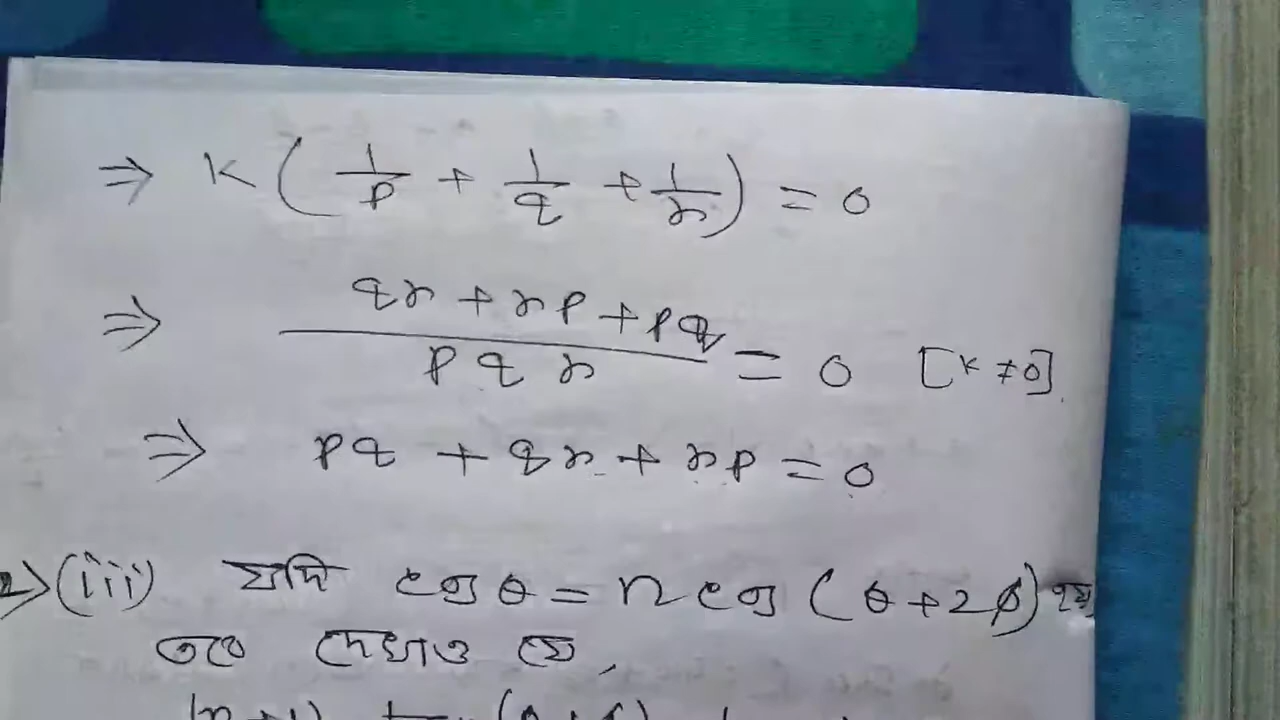 ⇒ K(1/p + 1/q + 1/r) = 0
⇒ (qr + rp + pq)/(pqr) = 0 [K ≠ 0]
⇒ pq + qr + rp = 0
(iii) যদি cos θ = n cos (θ + 2φ) হয়
তবে দেখাও যে,